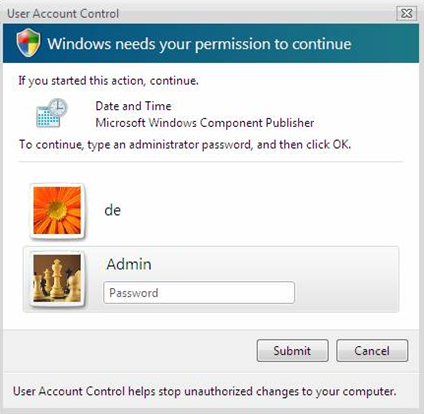 User Account Control
Windows needs your permission to continue
If you started this action, continue.
Date and Time
Microsoft Windows Component Publisher
To continue, type an administrator password, and then click OK.
de
Admin
Password
Submit
Cancel
User Account Control helps stop unauthorized changes to your computer.